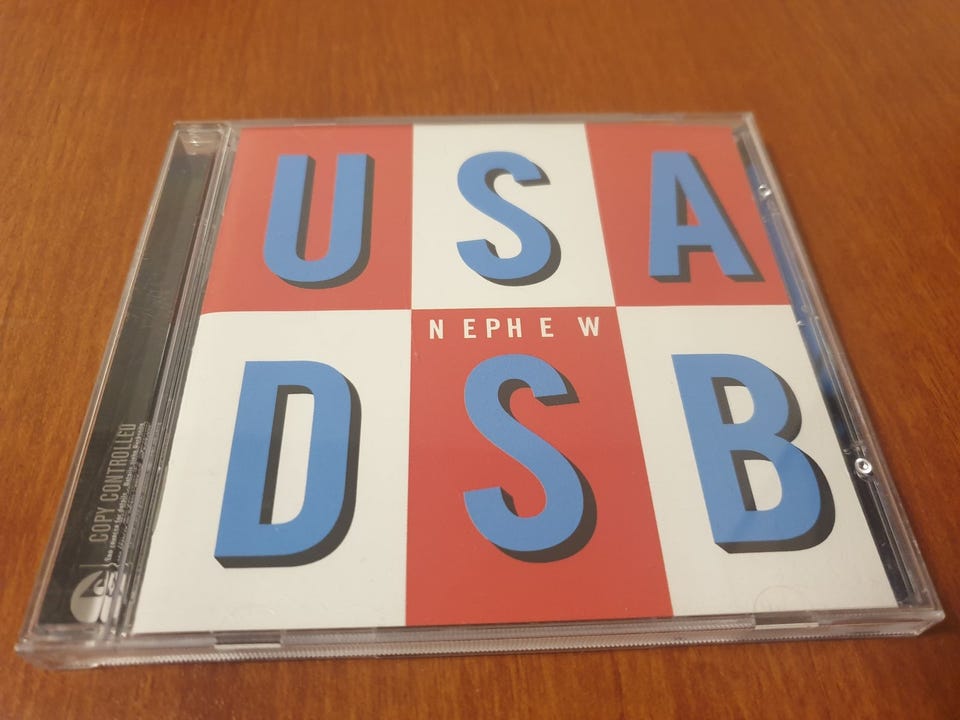 USA
NEPHEW
DSB
COPY CONTROLLED